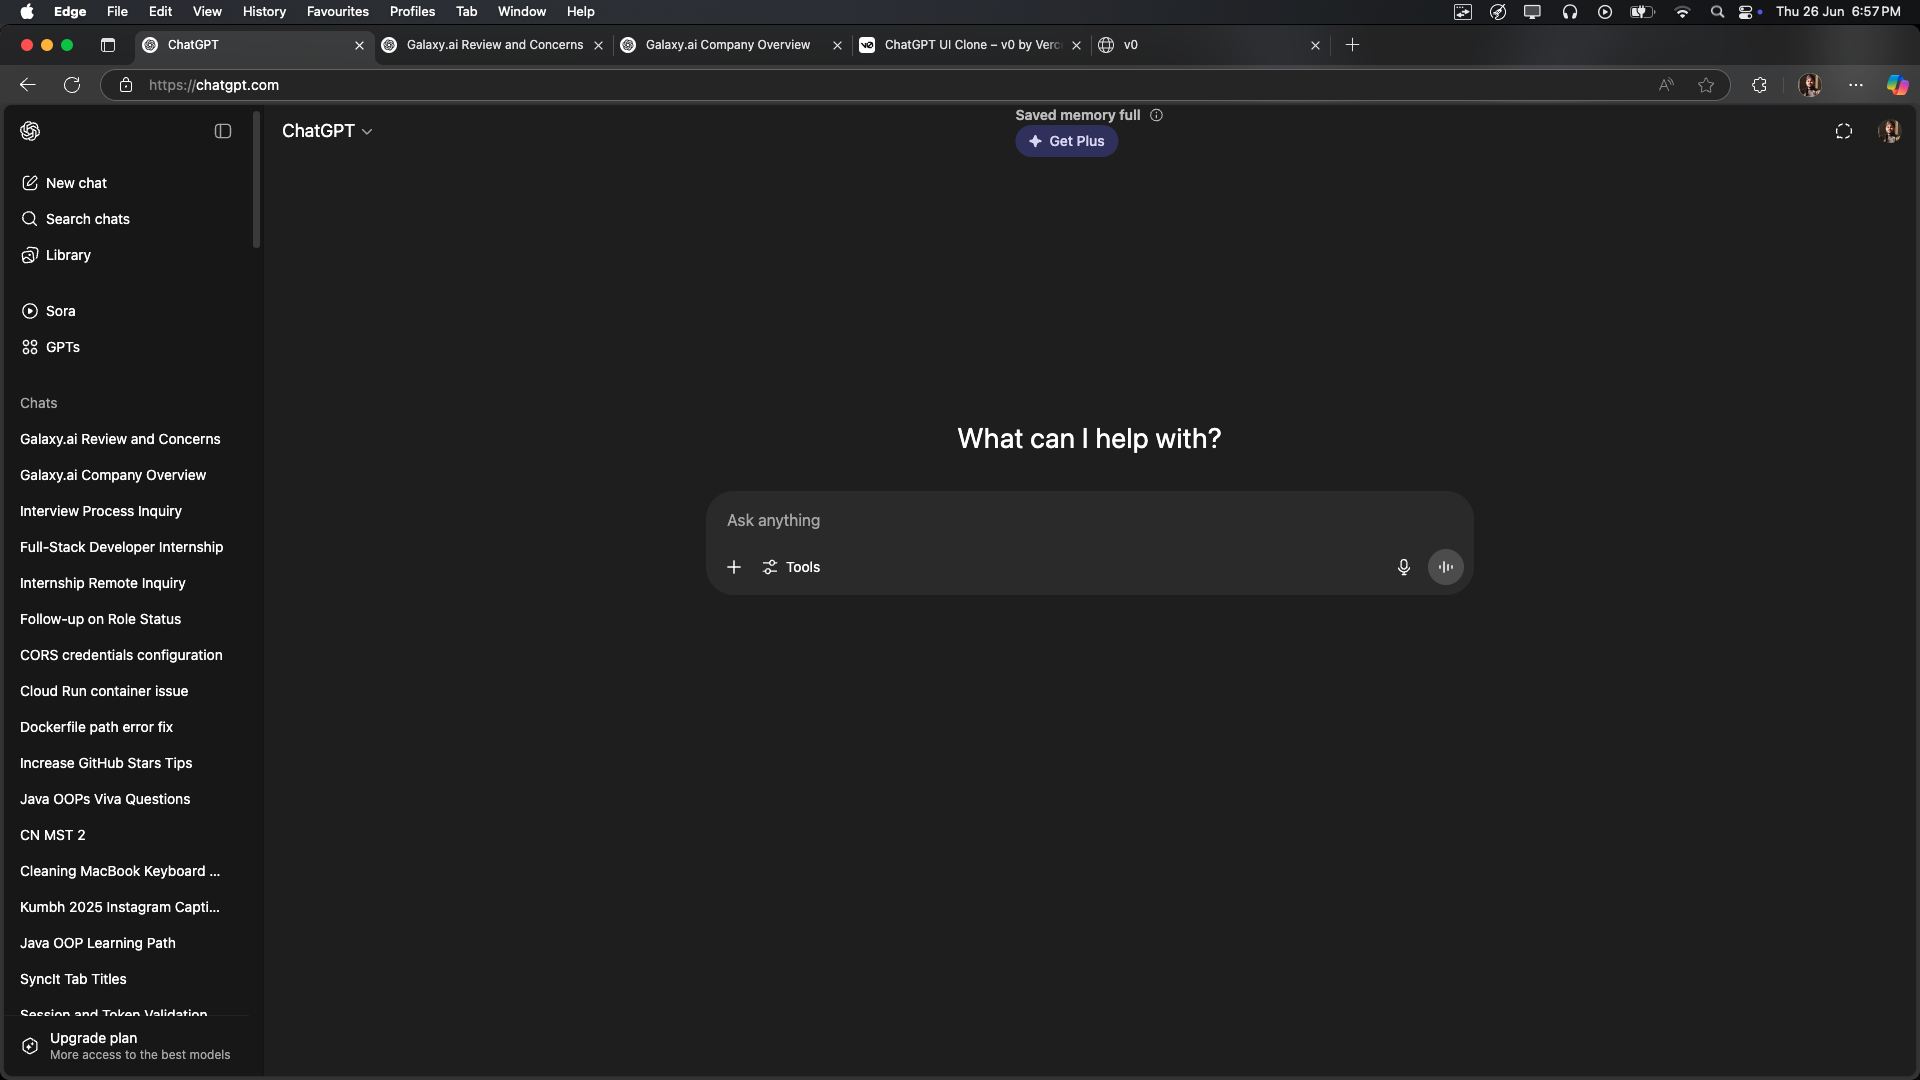 Edge File Edit View History Favourites Profiles Tab Window Help Thu 26 Jun 6:57 PM
ChatGPT Galaxy.ai Review and Concerns Galaxy.ai Company Overview v0 ChatGPT UI Clone – v0 by Verc v0
https://chatgpt.com
ChatGPT
Saved memory full
Get Plus
New chat
Search chats
Library
Sora
GPTs
Chats
Galaxy.ai Review and Concerns
Galaxy.ai Company Overview
Interview Process Inquiry
Full-Stack Developer Internship
Internship Remote Inquiry
Follow-up on Role Status
CORS credentials configuration
Cloud Run container issue
Dockerfile path error fix
Increase GitHub Stars Tips
Java OOPs Viva Questions
CN MST 2
Cleaning MacBook Keyboard ...
Kumbh 2025 Instagram Capti...
Java OOP Learning Path
SyncIt Tab Titles
Session and Token Validation
Upgrade plan
More access to the best models
What can I help with?
Ask anything
Tools